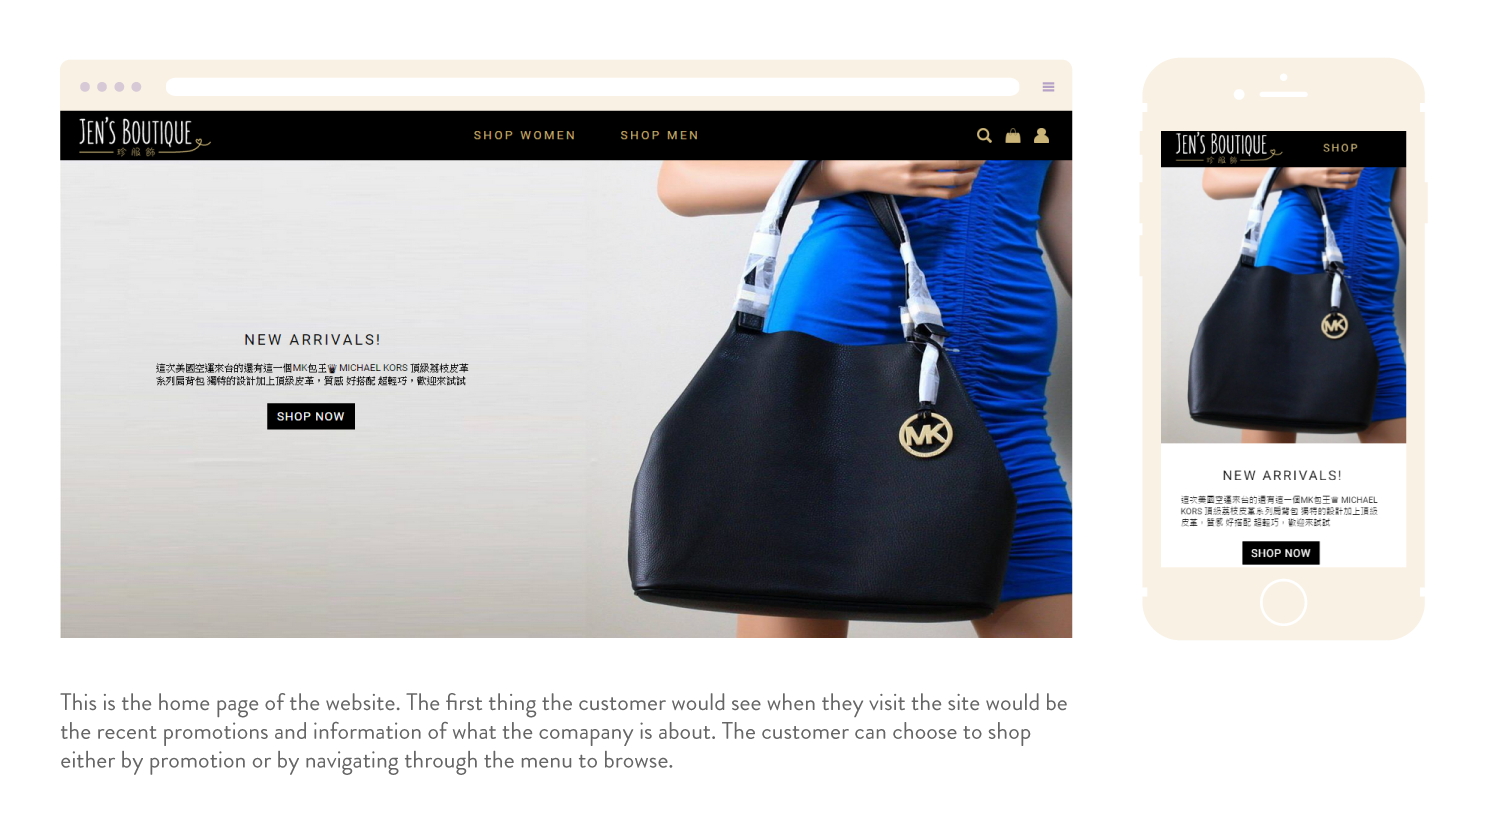 JEN'S BOUTIQUE
珍 服 飾
SHOP WOMEN
SHOP MEN
NEW ARRIVALS!
這次美國空運來台的還有這一個MK包王♛ MICHAEL KORS 頂級荔枝皮革
系列肩背包 獨特的設計加上頂級皮革，質感 好搭配 超輕巧，歡迎來試試
SHOP NOW
MK
JEN'S BOUTIQUE
珍 服 飾
SHOP
MK
NEW ARRIVALS!
這次美國空運來台的還有這一個MK包王♛ MICHAEL
KORS 頂級荔枝皮革系列肩背包 獨特的設計加上頂級
皮革，質感 好搭配 超輕巧，歡迎來試試
SHOP NOW
This is the home page of the website. The first thing the customer would see when they visit the site would be
the recent promotions and information of what the comapany is about. The customer can choose to shop
either by promotion or by navigating through the menu to browse.